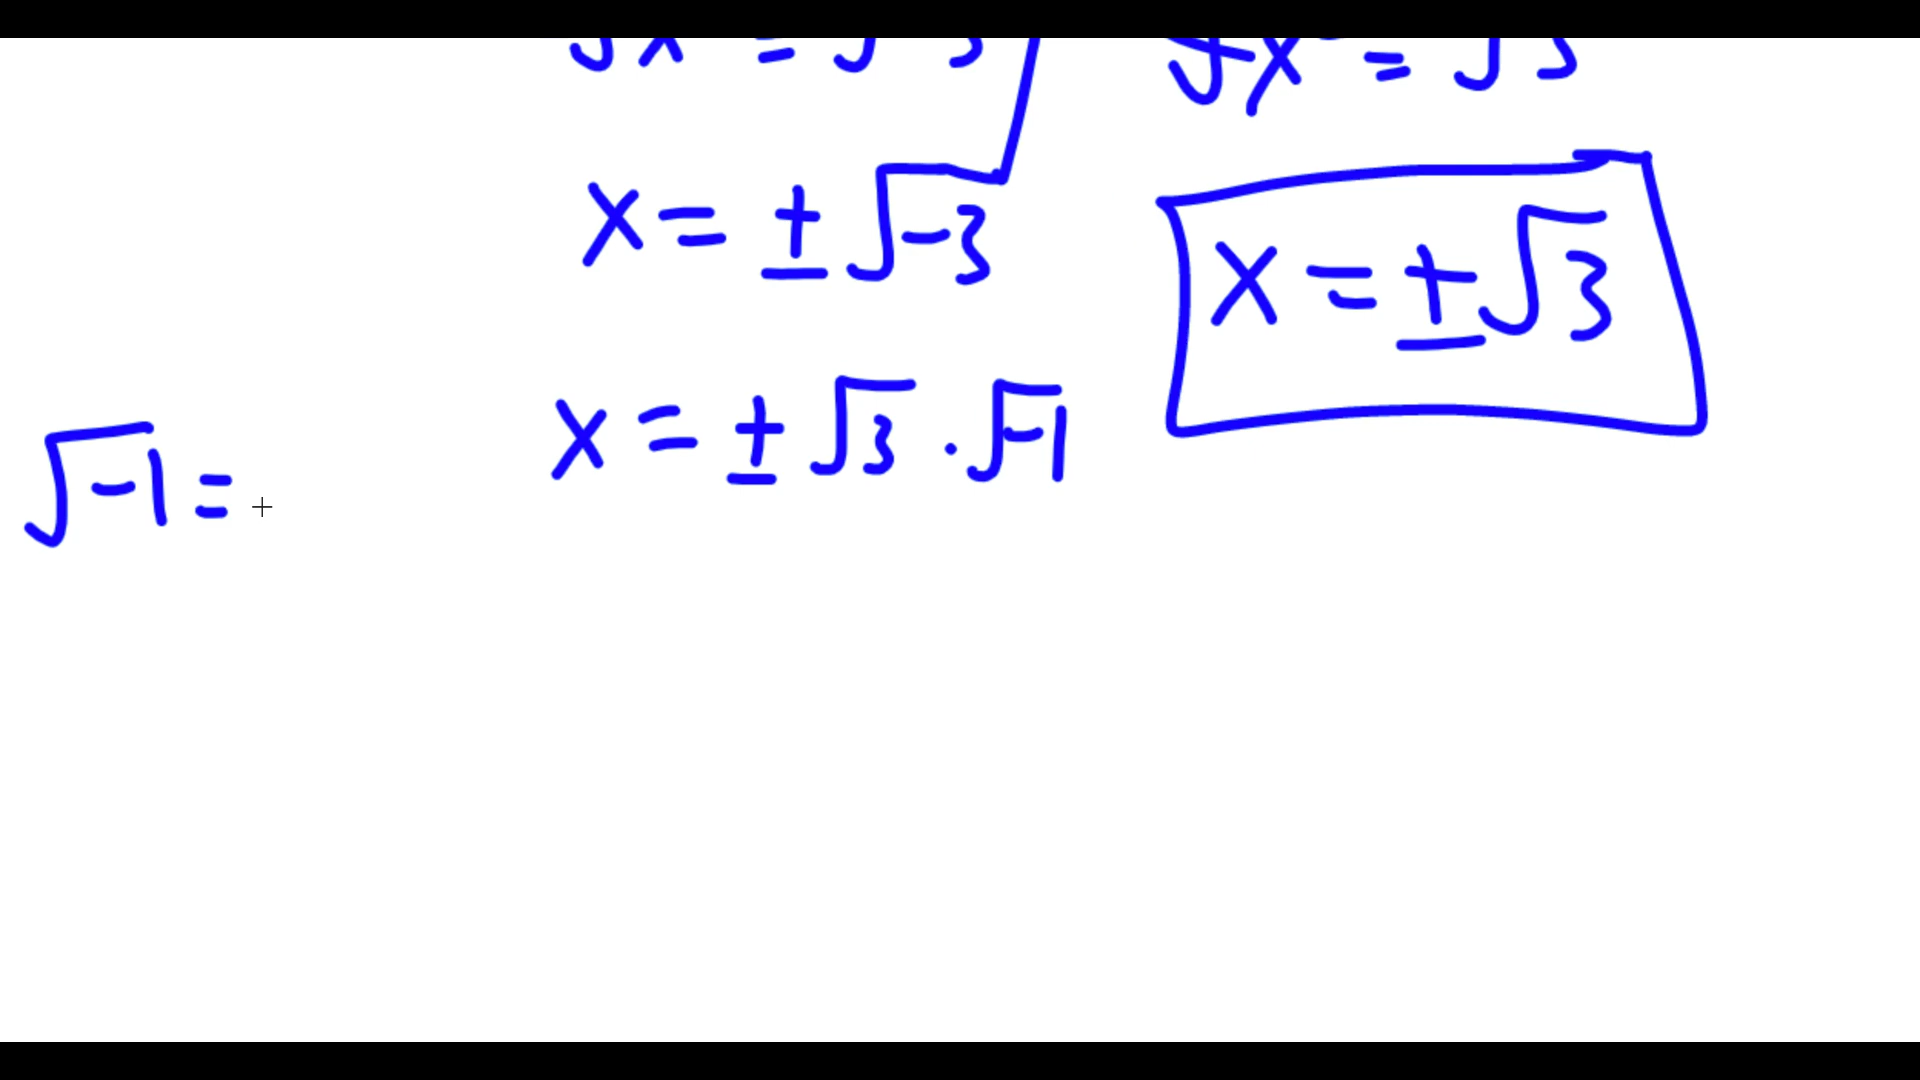 x = ± √-3
x = ± √3
x = ± √3 · √-1
√-1 =